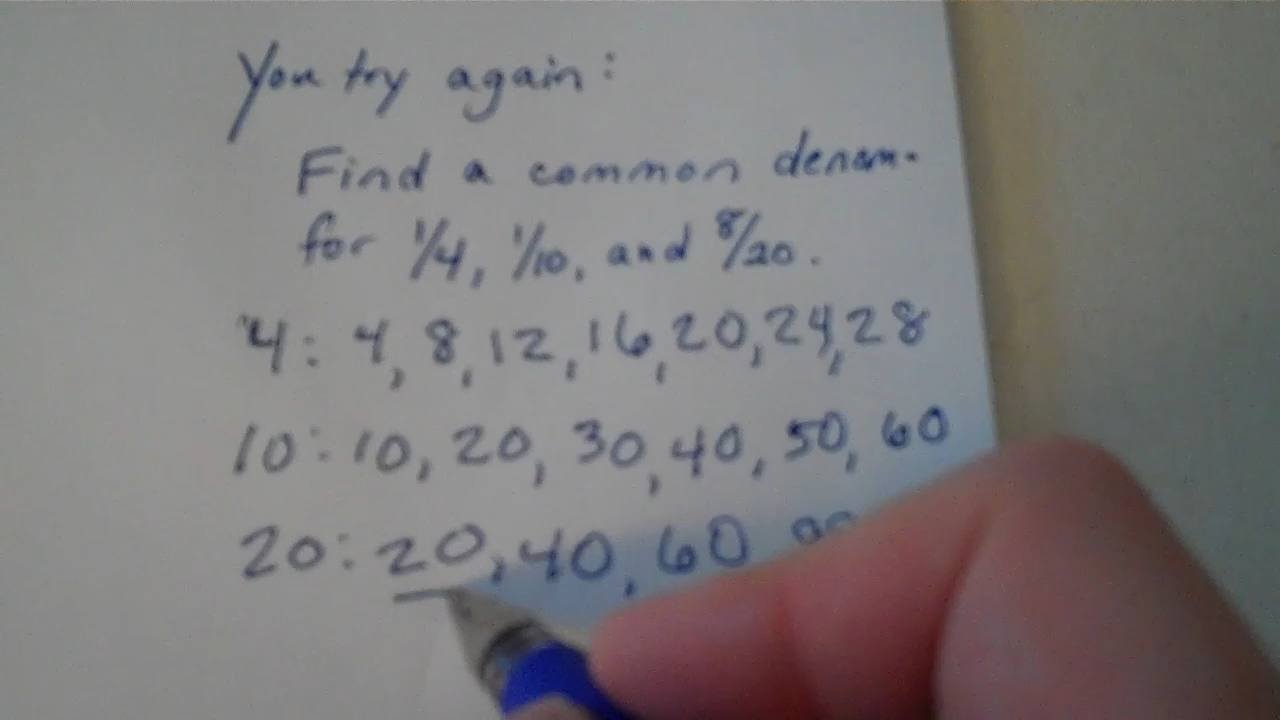 You try again:
Find a common denom.
for 1/4, 1/10, and 8/20.
4: 4, 8, 12, 16, 20, 24, 28
10: 10, 20, 30, 40, 50, 60
20: 20, 40, 60